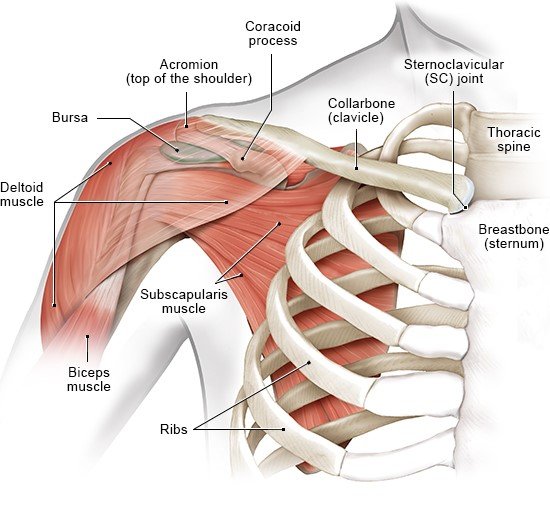 Coracoid
process
Acromion
(top of the shoulder)
Sternoclavicular
(SC) joint
Collarbone
(clavicle)
Bursa
Thoracic
spine
Deltoid
muscle
Breastbone
(sternum)
Subscapularis
muscle
Biceps
muscle
Ribs